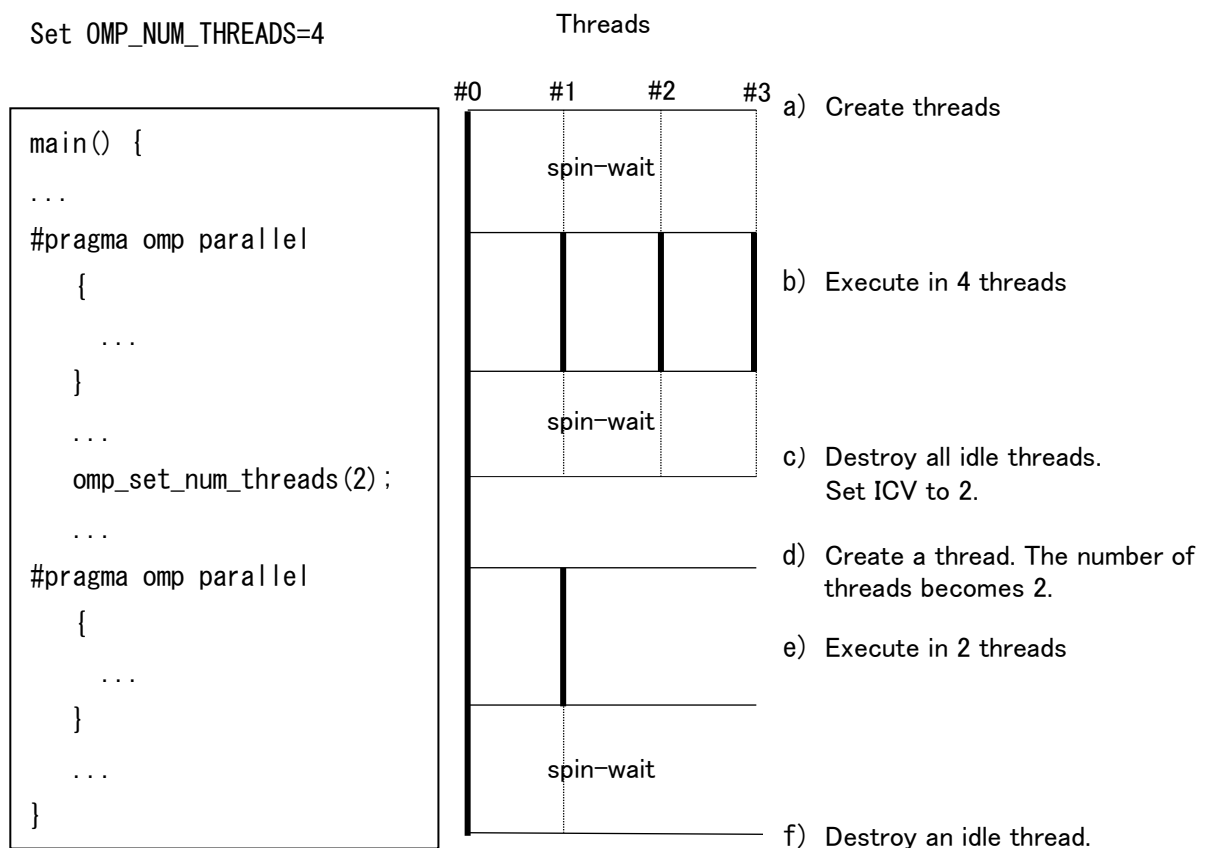 Set OMP_NUM_THREADS=4
Threads
#0 #1 #2 #3
a) Create threads
main() {
...
#pragma omp parallel
{
...
}
...
omp_set_num_threads(2);
...
#pragma omp parallel
{
...
}
...
}
spin-wait
b) Execute in 4 threads
spin-wait
c) Destroy all idle threads.
Set ICV to 2.
d) Create a thread. The number of
threads becomes 2.
e) Execute in 2 threads
spin-wait
f) Destroy an idle thread.